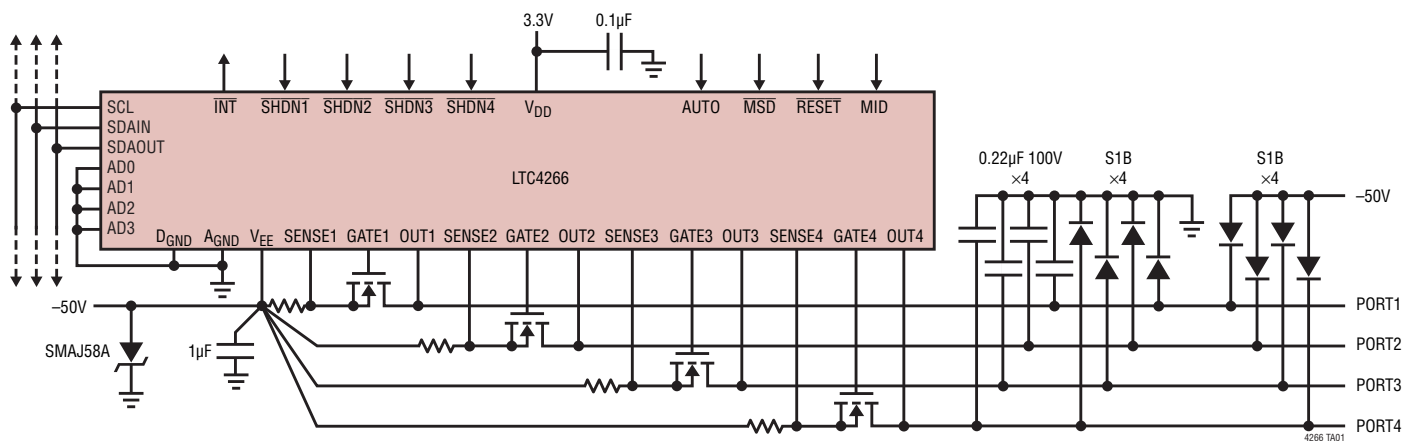 3.3V
0.1µF
SCL
SDAIN
SDAOUT
AD0
AD1
AD2
AD3
INT
SHDN1
SHDN2
SHDN3
SHDN4
VDD
AUTO
MSD
RESET
MID
LTC4266
DGND
AGND
VEE
SENSE1
GATE1
OUT1
SENSE2
GATE2
OUT2
SENSE3
GATE3
OUT3
SENSE4
GATE4
OUT4
0.22µF 100V
×4
S1B
×4
S1B
×4
–50V
–50V
SMAJ58A
1µF
PORT1
PORT2
PORT3
PORT4
4266 TA01